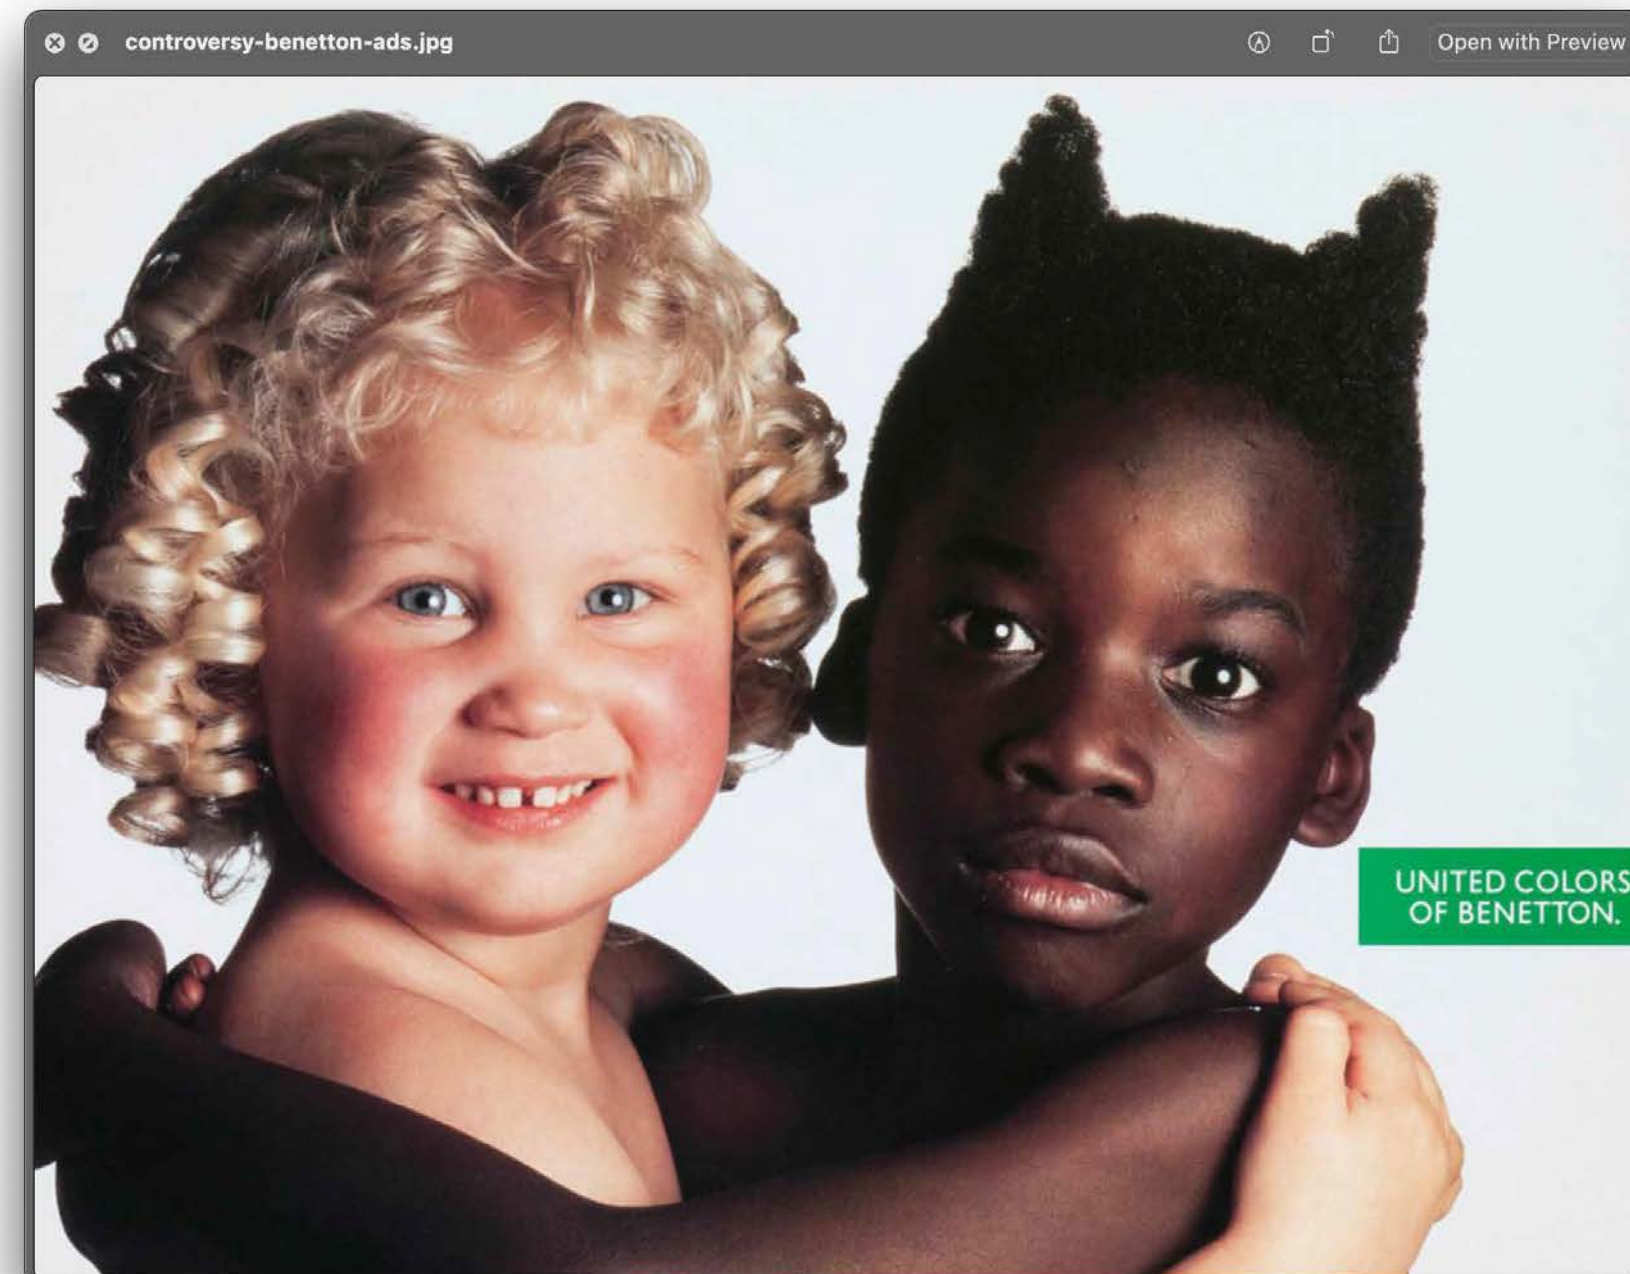 controversy-benetton-ads.jpg
Open with Preview
UNITED COLORS
OF BENETTON.